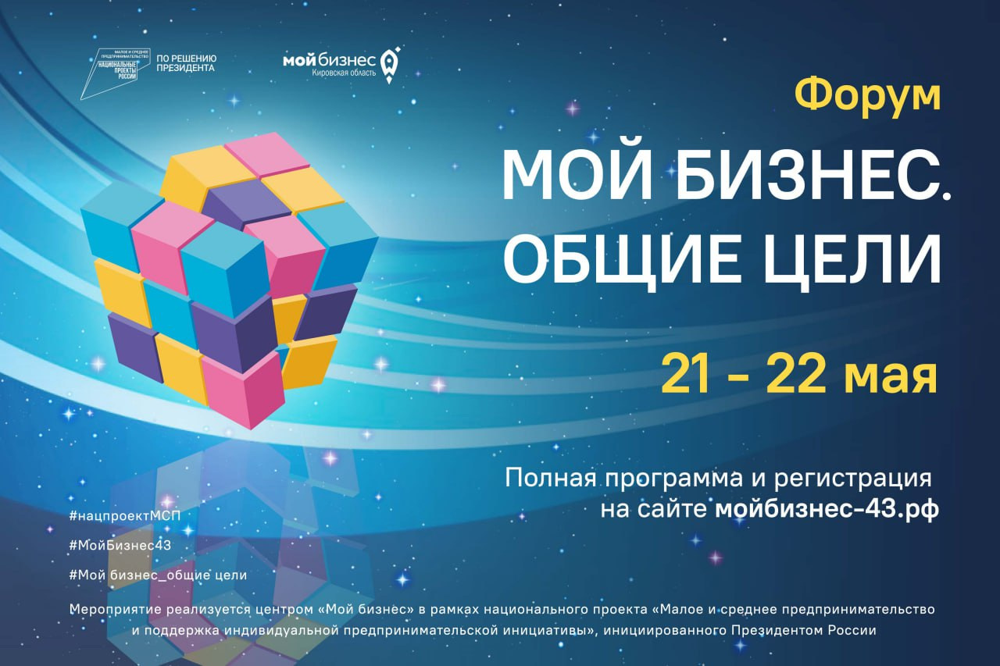 МАЛОЕ И СРЕДНЕЕ
ПРЕДПРИНИМАТЕЛЬСТВО
НАЦИОНАЛЬНЫЕ
ПРОЕКТЫ
РОССИИ
ПО РЕШЕНИЮ
ПРЕЗИДЕНТА
мойбизнес
Кировская область
Форум
МОЙ БИЗНЕС.
ОБЩИЕ ЦЕЛИ
21 - 22 мая
Полная программа и регистрация
на сайте мойбизнес-43.рф
#нацпроектМСП
#МойБизнес43
#Мой бизнес_общие цели
Мероприятие реализуется центром «Мой бизнес» в рамках национального проекта «Малое и среднее предпринимательство
и поддержка индивидуальной предпринимательской инициативы», инициированного Президентом России